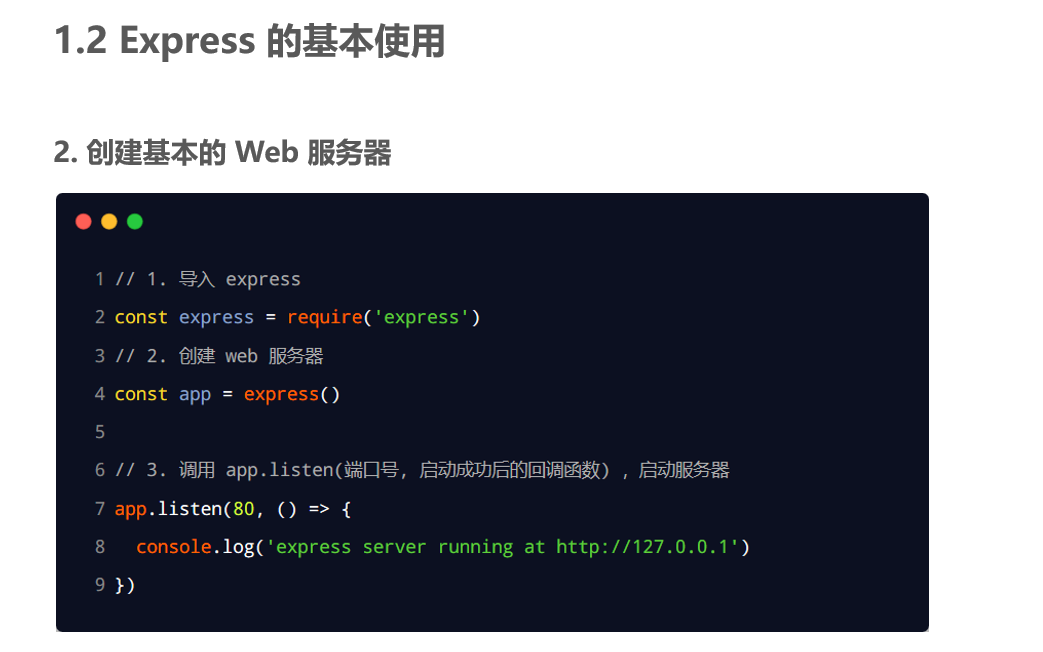 1.2 Express 的基本使用
2. 创建基本的 Web 服务器
1 // 1. 导入 express
2 const express = require('express')
3 // 2. 创建 web 服务器
4 const app = express()
5
6 // 3. 调用 app.listen(端口号, 启动成功后的回调函数) , 启动服务器
7 app.listen(80, () => {
8   console.log('express server running at http://127.0.0.1')
9 })